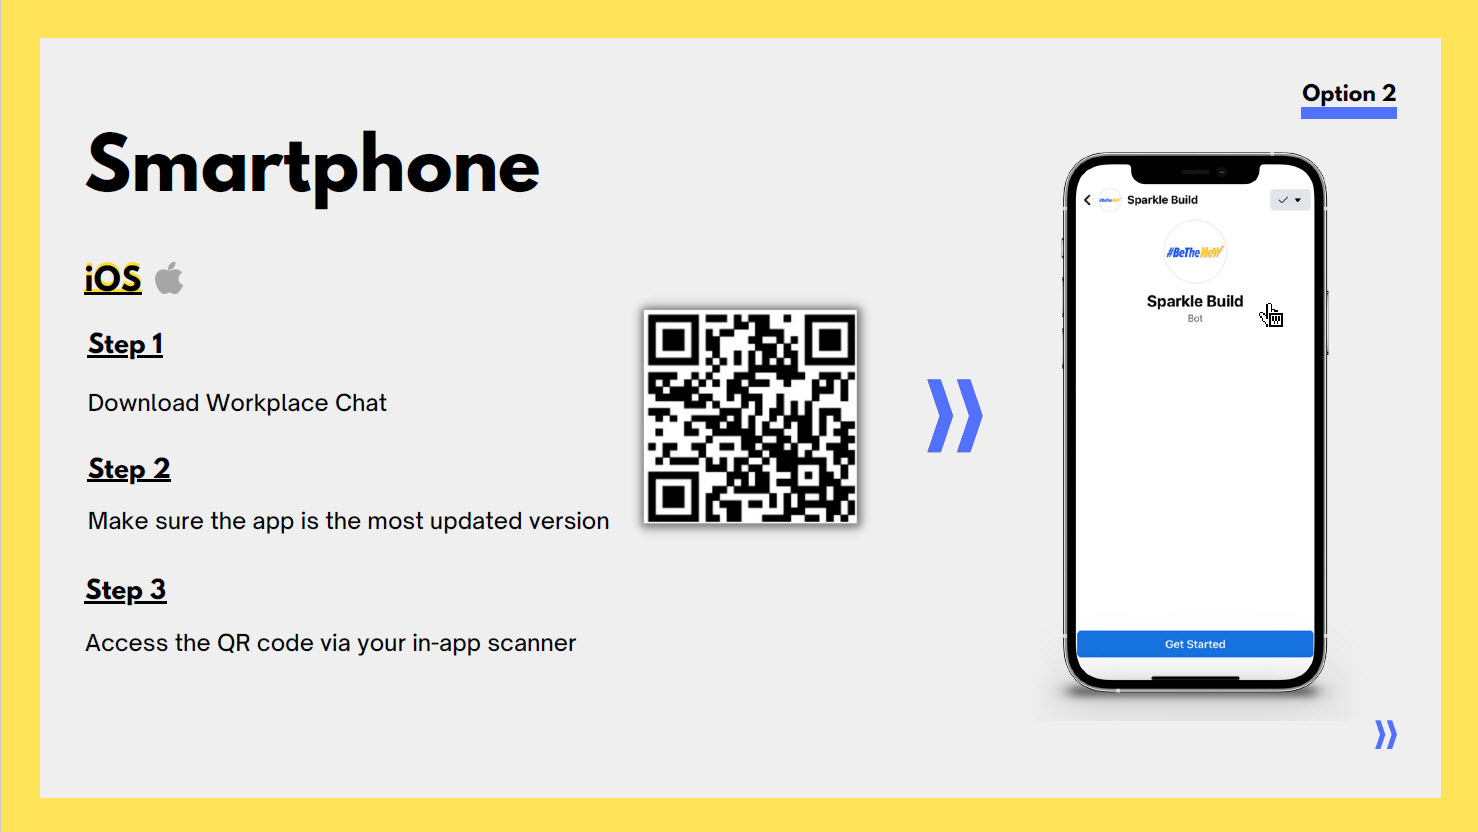 Option 2
Smartphone
iOS
Step 1
Download Workplace Chat
Step 2
Make sure the app is the most updated version
Step 3
Access the QR code via your in-app scanner
Sparkle Build
#BeTheNeW
Sparkle Build
Bot
Get Started